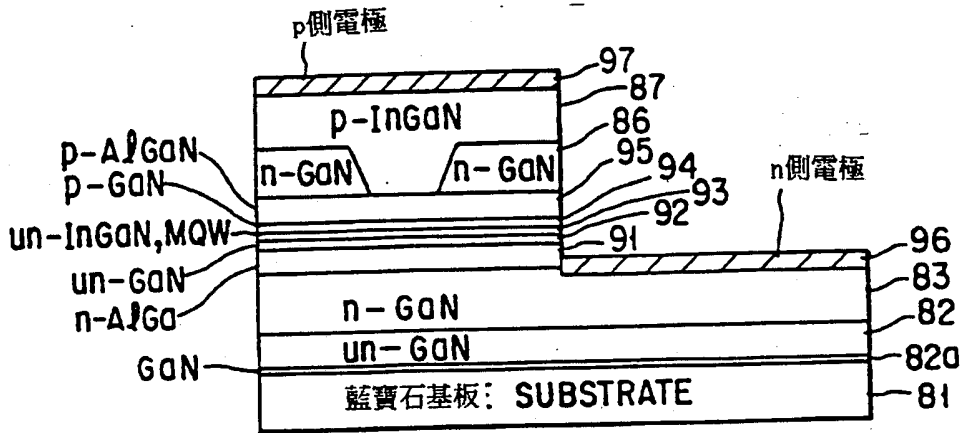 p側電極
97
87
p-InGaN
86
p-AlGaN
n-GaN
n-GaN
95
p-GaN
94
n側電極
93
un-InGaN,MQW
92
91
96
un-GaN
83
n-AlGa
n-GaN
82
un-GaN
GaN
82a
藍寶石基板: SUBSTRATE
81